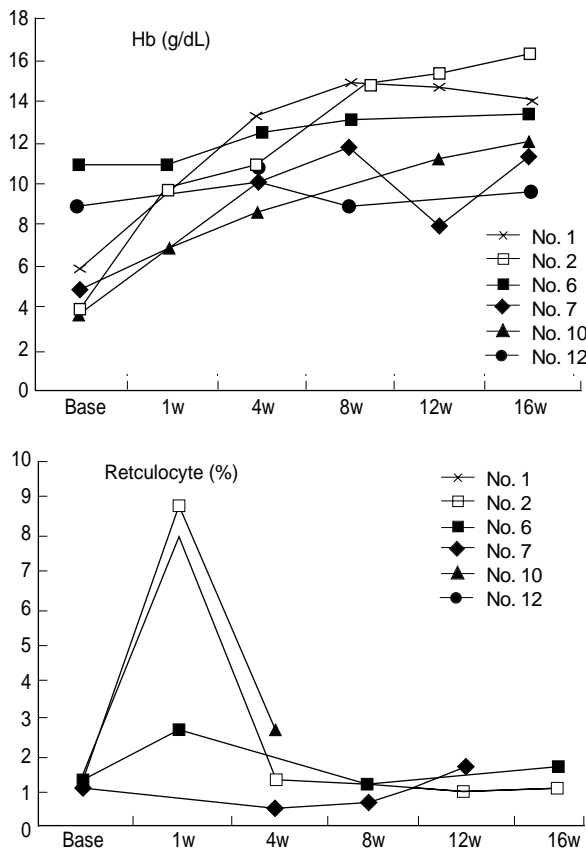 18
Hb (g/dL)
16
14
12
10
8
6
4
2
0
No. 1
No. 2
No. 6
No. 7
No. 10
No. 12
Base 1w 4w 8w 12w 16w
10
Retculocyte (%)
9
8
7
6
5
4
3
2
1
0
No. 1
No. 2
No. 6
No. 7
No. 10
No. 12
Base 1w 4w 8w 12w 16w